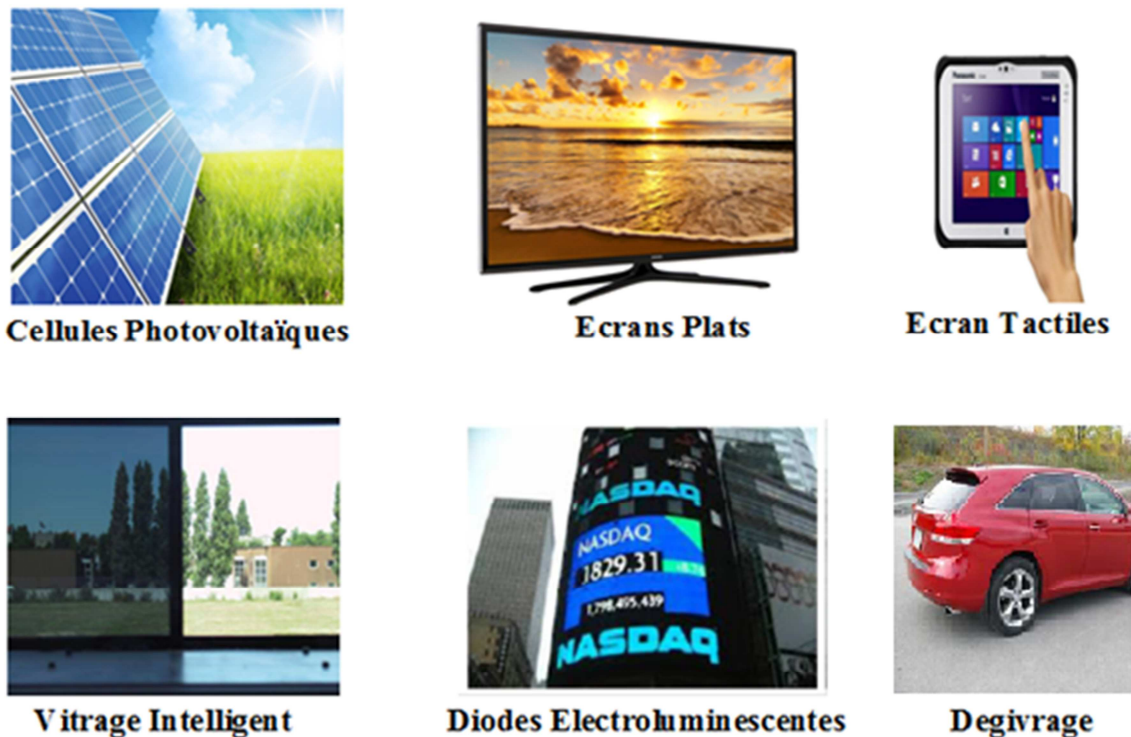 Panasonic
Cellules Photovoltaïques
Ecrans Plats
Ecran Tactiles
NASDAQ
NASDAQ
1829.31
1,798,495,439
NASDAQ
Vitrage Intelligent
Diodes Electroluminescentes
Degivrage